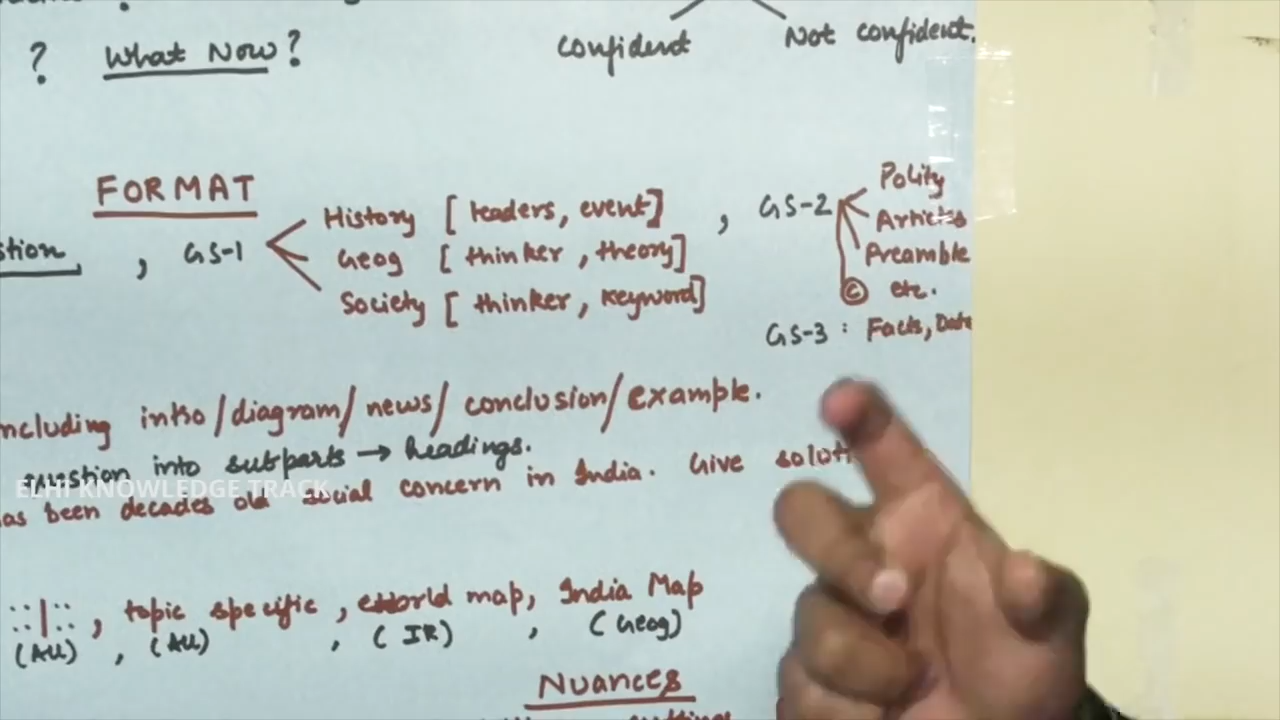 ? What Now?
Confident
Not confident.
FORMAT
stion , GS-1
History [leaders, event]
Geog [thinker, theory]
Society [thinker, keyword]
, GS-2
Polity
Articles
Preamble
© etc.
GS-3 : Facts, Data
ncluding intro/diagram/news/conclusion/example.
question into subparts → headings.
as been decades old social concern in India. Give soluti
ELHI KNOWLEDGE TRACK
, topic specific, world map, India Map
(All) , (All) , (IR) , (Geog)
Nuances